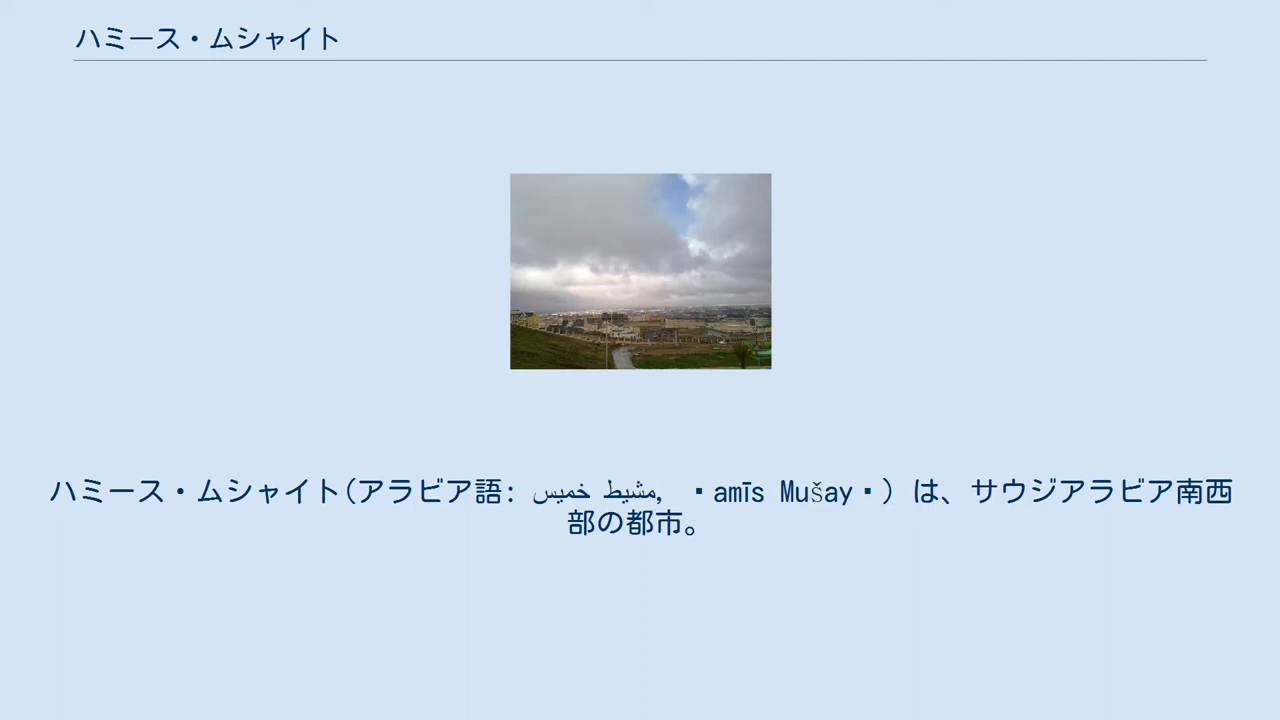 ハミース・ムシャイト
ハミース・ムシャイト(アラビア語: خميس مشيط, ▪amīs Mušay▪) は、サウジアラビア南西
部の都市。